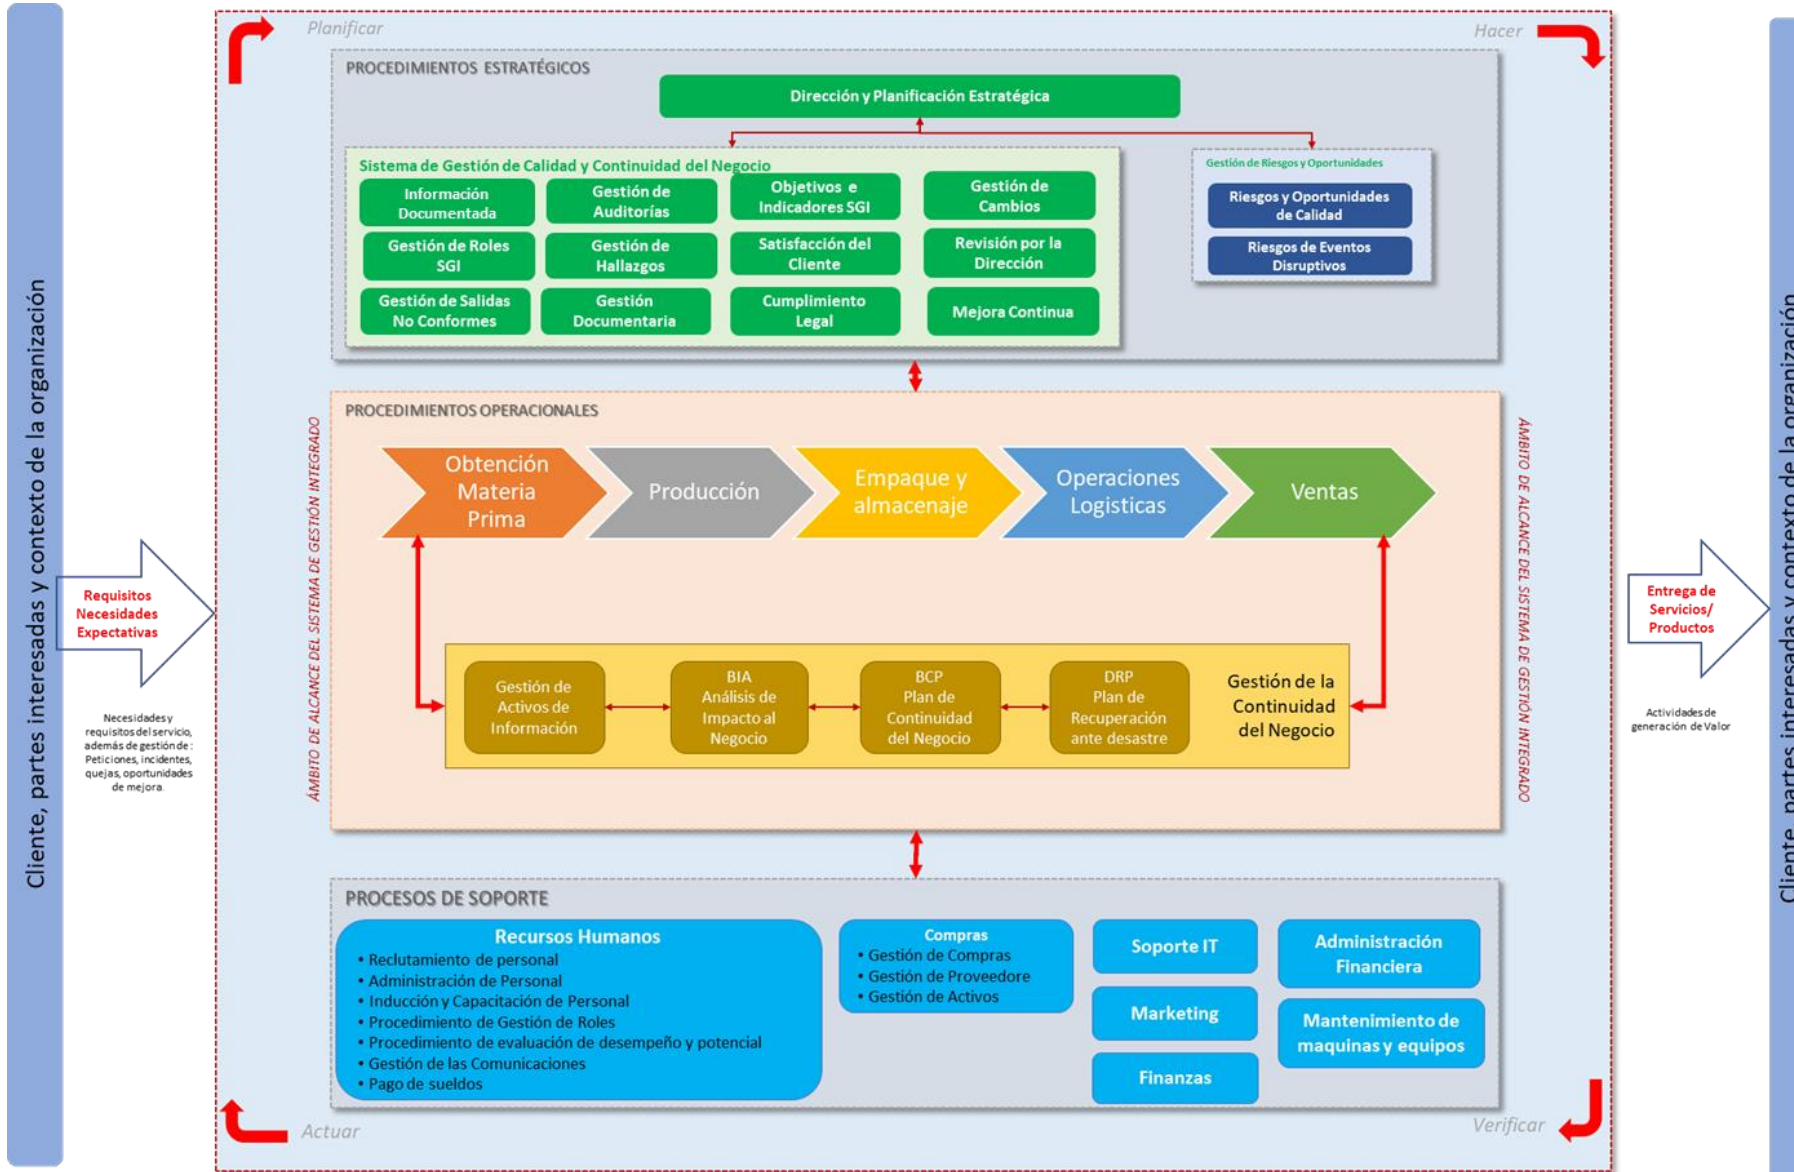 Planificar
Hacer
PROCEDIMIENTOS ESTRATÉGICOS
Dirección y Planificación Estratégica
Sistema de Gestión de Calidad y Continuidad del Negocio
Información
Documentada
Gestión de
Auditorías
Objetivos e
Indicadores SGI
Gestión de
Cambios
Gestión de Roles
SGI
Gestión de
Hallazgos
Satisfacción del
Cliente
Revisión por la
Dirección
Gestión de Salidas
No Conformes
Gestión
Documentaria
Cumplimiento
Legal
Mejora Continua
Gestión de Riesgos y Oportunidades
Riesgos y Oportunidades
de Calidad
Riesgos de Eventos
Disruptivos
Cliente, partes interesadas y contexto de la organización
Requisitos
Necesidades
Expectativas
Necesidades y
requisitos del servicio,
además de gestión de :
Peticiones, incidentes,
quejas, oportunidades
de mejora.
ÁMBITO DE ALCANCE DEL SISTEMA DE GESTIÓN INTEGRADO
PROCEDIMIENTOS OPERACIONALES
Obtención
Materia
Prima
Producción
Empaque y
almacenaje
Operaciones
Logisticas
Ventas
Gestión de
Activos de
Información
BIA
Análisis de
Impacto al
Negocio
BCP
Plan de
Continuidad
del Negocio
DRP
Plan de
Recuperación
ante desastre
Gestión de la
Continuidad
del Negocio
ÁMBITO DE ALCANCE DEL SISTEMA DE GESTIÓN INTEGRADO
Entrega de
Servicios/
Productos
Actividades de
generación de Valor
Cliente, partes interesadas y contexto de la organización
PROCESOS DE SOPORTE
Recursos Humanos
• Reclutamiento de personal
• Administración de Personal
• Inducción y Capacitación de Personal
• Procedimiento de Gestión de Roles
• Procedimiento de evaluación de desempeño y potencial
• Gestión de las Comunicaciones
• Pago de sueldos
Compras
• Gestión de Compras
• Gestión de Proveedore
• Gestión de Activos
Soporte IT
Marketing
Finanzas
Administración
Financiera
Mantenimiento de
maquinas y equipos
Actuar
Verificar